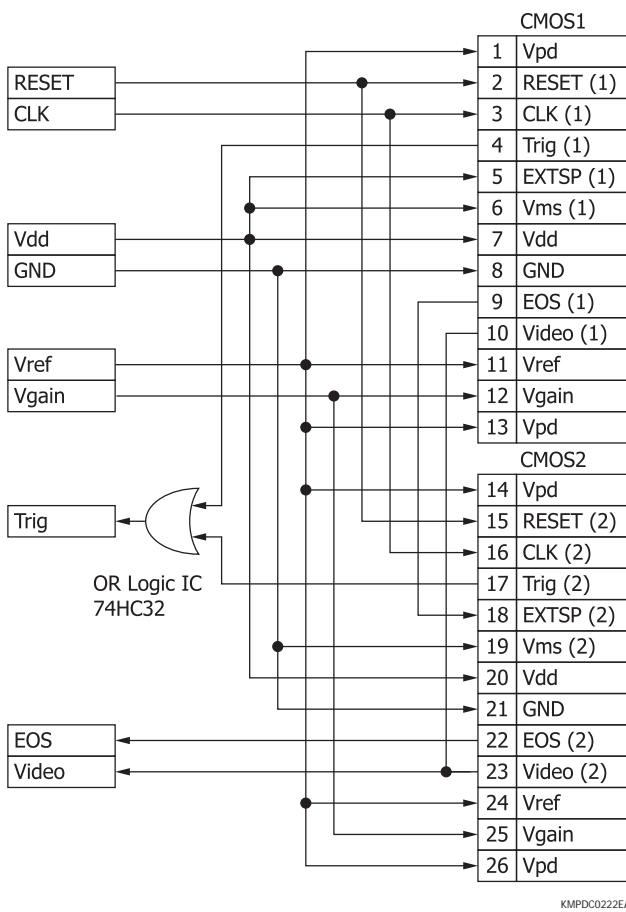 CMOS1
1 Vpd
RESET 2 RESET (1)
CLK 3 CLK (1)
4 Trig (1)
5 EXTSP (1)
6 Vms (1)
Vdd 7 Vdd
GND 8 GND
9 EOS (1)
10 Video (1)
Vref 11 Vref
Vgain 12 Vgain
13 Vpd
CMOS2
14 Vpd
Trig 15 RESET (2)
16 CLK (2)
OR Logic IC 17 Trig (2)
74HC32
18 EXTSP (2)
19 Vms (2)
20 Vdd
21 GND
EOS 22 EOS (2)
Video 23 Video (2)
24 Vref
25 Vgain
26 Vpd
KMPDC0222EA